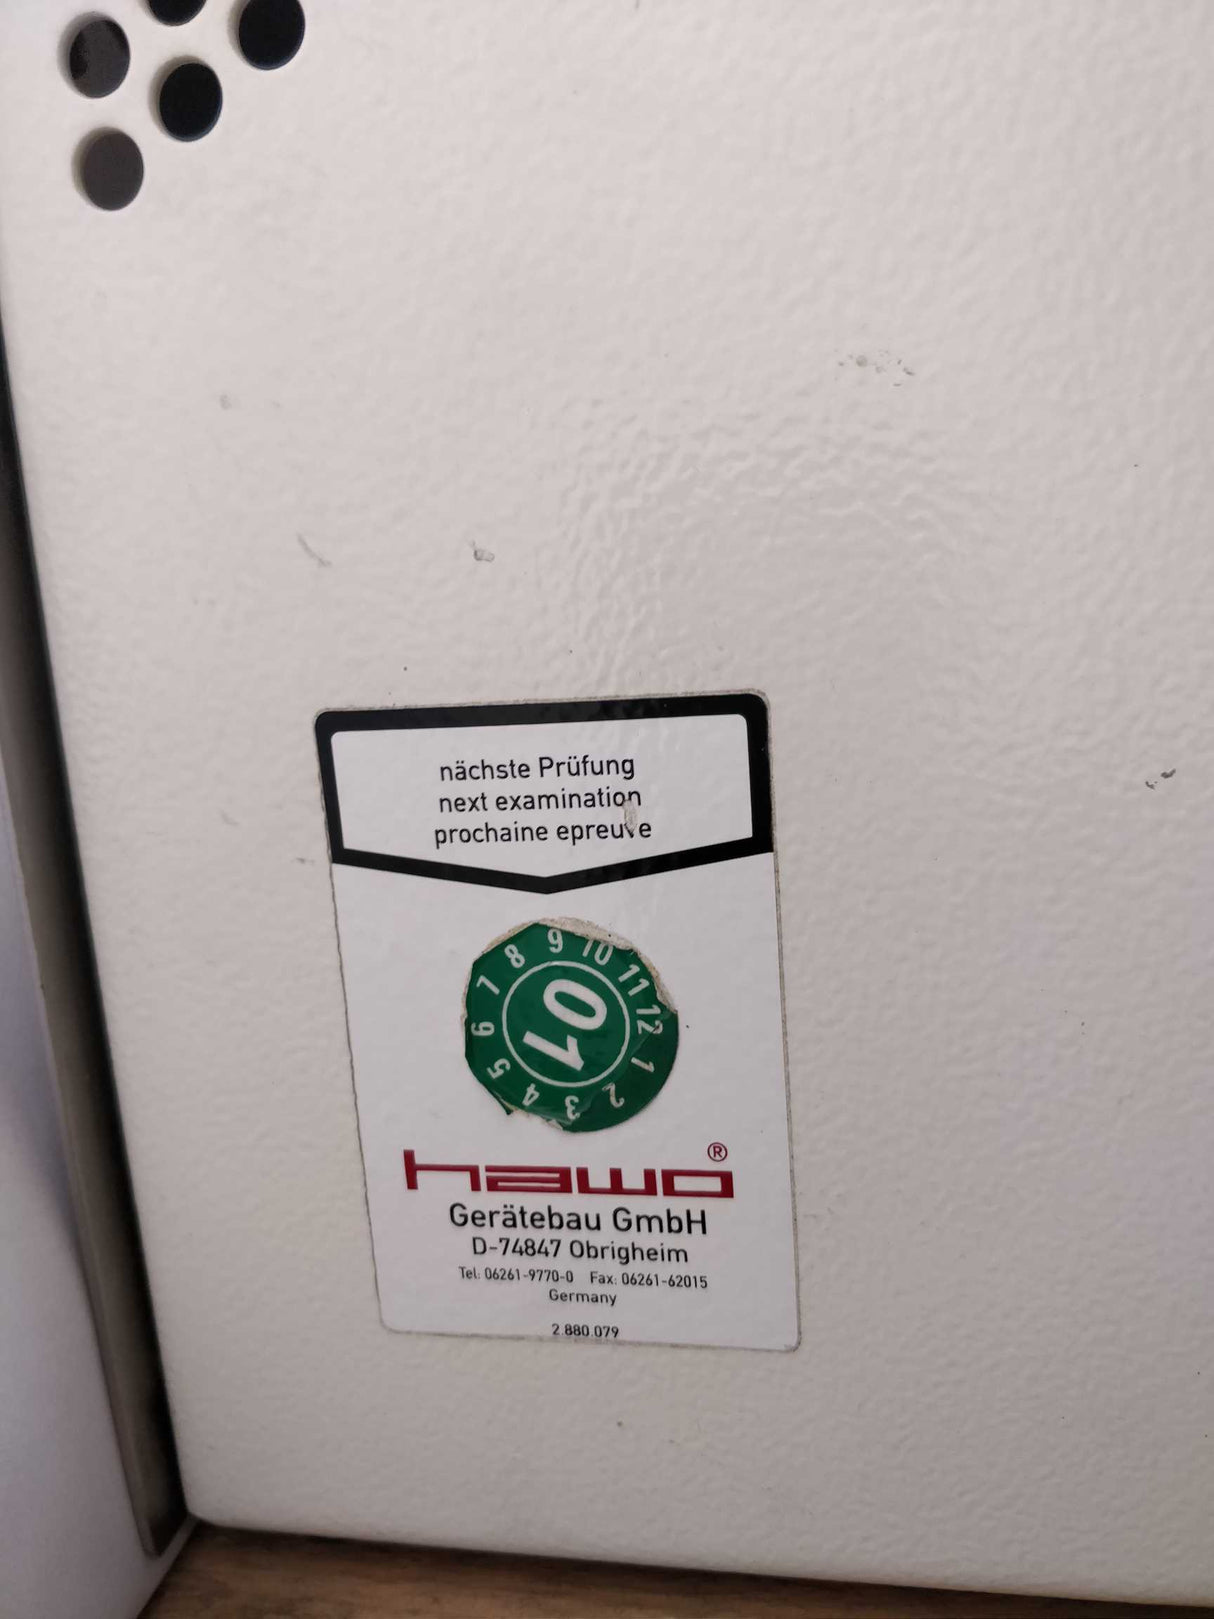 nächste Prüfung
next examination
prochaine epreuve
1 2 3 4 5 6 7 8 9 10 11 12
01
hawo®
Gerätebau GmbH
D-74847 Obrigheim
Tel: 06261-9770-0 Fax: 06261-62015
Germany
2.880.079